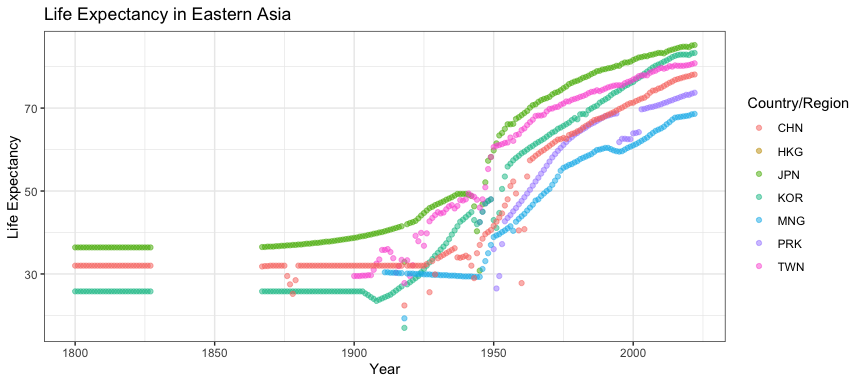 Life Expectancy in Eastern Asia
Life Expectancy
70
50
30
1800 1850 1900 1950 2000
Year
Country/Region
CHN
HKG
JPN
KOR
MNG
PRK
TWN